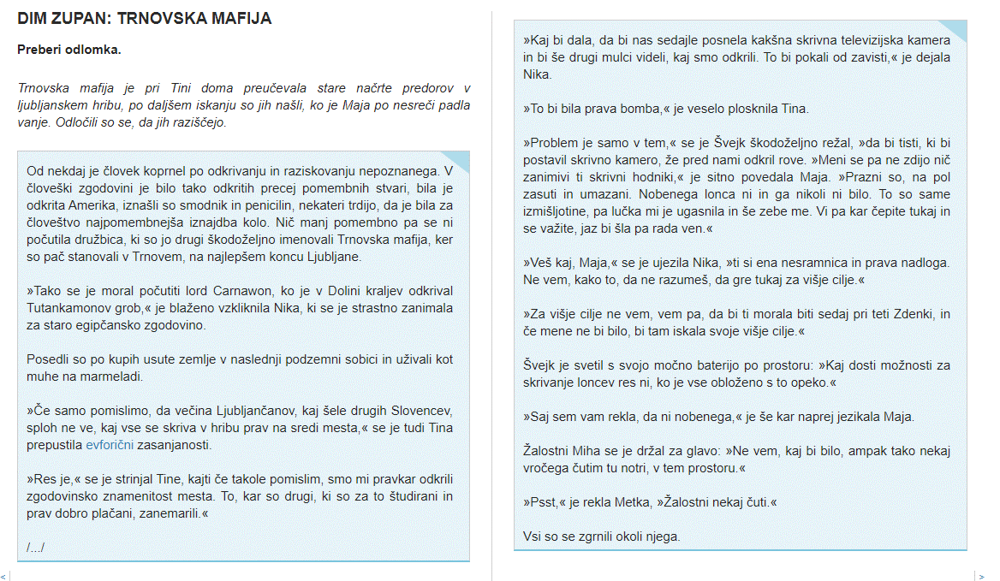 DIM ZUPAN: TRNOVSKA MAFIJA
Preberi odlomka.
Trnovska mafija je pri Tini doma preučevala stare načrte predorov v
ljubljanskem hribu, po daljšem iskanju so jih našli, ko je Maja po nesreči padla
vanje. Odločili so se, da jih raziščejo.
Od nekdaj je človek koprnel po odkrivanju in raziskovanju nepoznanega. V
človeški zgodovini je bilo tako odkritih precej pomembnih stvari, bila je
odkrita Amerika, iznašli so smodnik in penicilin, nekateri trdijo, da je bila za
človeštvo najpomembnejša iznajdba kolo. Nič manj pomembno pa se ni
počutila družbica, ki so jo drugi škodoželjno imenovali Trnovska mafija, ker
so pač stanovali v Trnovem, na najlepšem koncu Ljubljane.
»Tako se je moral počutiti lord Carnawon, ko je v Dolini kraljev odkrival
Tutankamonov grob,« je blaženo vzkliknila Nika, ki se je strastno zanimala
za staro egipčansko zgodovino.
Posedli so po kupih usute zemlje v naslednji podzemni sobici in uživali kot
muhe na marmeladi.
»Če samo pomislimo, da večina Ljubljančanov, kaj šele drugih Slovencev,
sploh ne ve, kaj vse se skriva v hribu prav na sredi mesta,« se je tudi Tina
prepustila evforični zasanjanosti.
»Res je,« se je strinjal Tine, kajti če takole pomislim, smo mi pravkar odkrili
zgodovinsko znamenitost mesta. To, kar so drugi, ki so za to študirani in
prav dobro plačani, zanemarili.«
/.../
»Kaj bi dala, da bi nas sedajle posnela kakšna skrivna televizijska kamera
in bi še drugi mulci videli, kaj smo odkrili. To bi pokali od zavisti,« je dejala
Nika.
»To bi bila prava bomba,« je veselo plosknila Tina.
»Problem je samo v tem,« se je Švejk škodoželjno režal, »da bi tisti, ki bi
postavil skrivno kamero, že pred nami odkril rove. »Meni se pa ne zdijo nič
zanimivi ti skrivni hodniki,« je sitno povedala Maja. »Prazni so, na pol
zasuti in umazani. Nobenega lonca ni in ga nikoli ni bilo. To so same
izmišljotine, pa lučka mi je ugasnila in še zebe me. Vi pa kar čepite tukaj in
se važite, jaz bi šla pa rada ven.«
»Veš kaj, Maja,« se je ujezila Nika, »ti si ena nesramnica in prava nadloga.
Ne vem, kako to, da ne razumeš, da gre tukaj za višje cilje.«
»Za višje cilje ne vem, vem pa, da bi ti morala biti sedaj pri teti Zdenki, in
če mene ne bi bilo, bi tam iskala svoje višje cilje.«
Švejk je svetil s svojo močno baterijo po prostoru: »Kaj dosti možnosti za
skrivanje loncev res ni, ko je vse obloženo s to opeko.«
»Saj sem vam rekla, da ni nobenega,« je še kar naprej jezikala Maja.
Žalostni Miha se je držal za glavo: »Ne vem, kaj bi bilo, ampak tako nekaj
vročega čutim tu notri, v tem prostoru.«
»Psst,« je rekla Metka, »Žalostni nekaj čuti.«
Vsi so se zgrnili okoli njega.